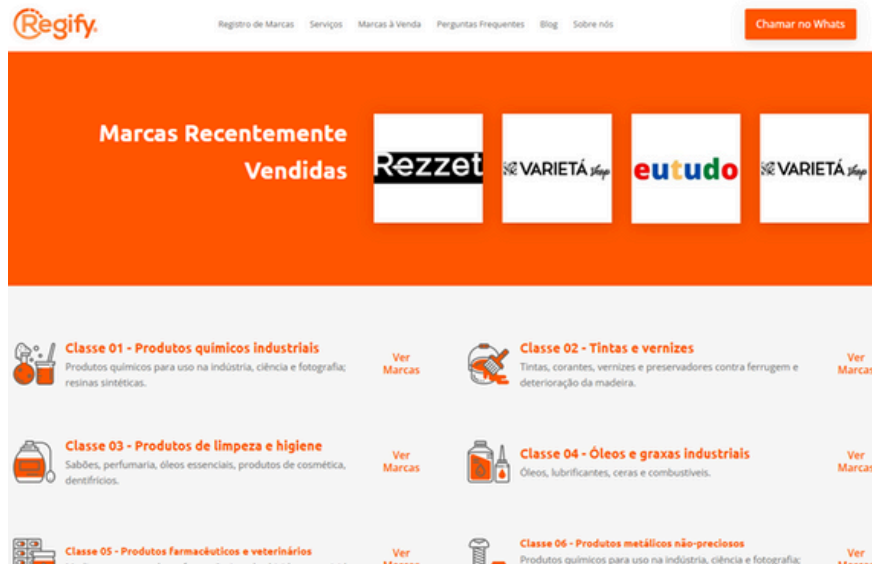 Regify.
Registro de Marcas
Serviços
Marcas à Venda
Perguntas Frequentes
Blog
Sobre nós
Chamar no Whats
Marcas Recentemente
Vendidas
Rezzet
VARIETÁ Shop
eutudo
VARIETÁ Shop
Classe 01 - Produtos químicos industriais
Produtos químicos para uso na indústria, ciência e fotografia;
resinas sintéticas.
Ver
Marcas
Classe 02 - Tintas e vernizes
Tintas, corantes, vernizes e preservadores contra ferrugem e
deterioração da madeira.
Ver
Marcas
Classe 03 - Produtos de limpeza e higiene
Sabões, perfumaria, óleos essenciais, produtos de cosmética,
dentifrícios.
Ver
Marcas
Classe 04 - Óleos e graxas industriais
Óleos, lubrificantes, ceras e combustíveis.
Ver
Marcas
Classe 05 - Produtos farmacêuticos e veterinários
Ver
Classe 06 - Produtos metálicos não-preciosos
Produtos químicos para uso na indústria, ciência e fotografia;
Ver